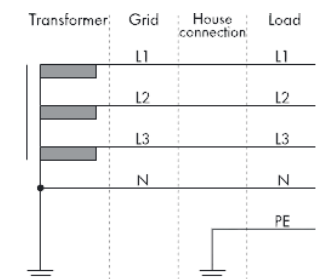 Transformer Grid House connection Load
L1 L1
L2 L2
L3 L3
N N
PE